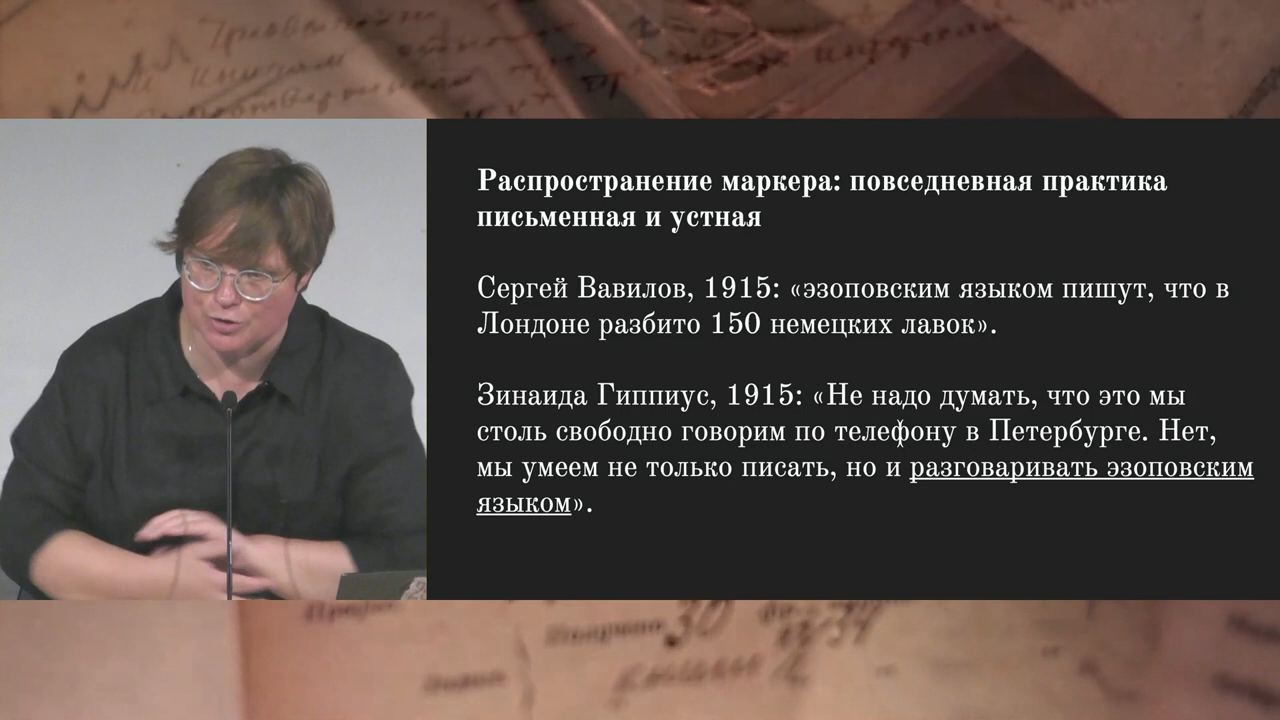 Распространение маркера: повседневная практика
письменная и устная
Сергей Вавилов, 1915: «эзоповским языком пишут, что в
Лондоне разбито 150 немецких лавок».
Зинаида Гиппиус, 1915: «Не надо думать, что это мы
столь свободно говорим по телефону в Петербурге. Нет,
мы умеем не только писать, но и разговаривать эзоповским
языком».
30